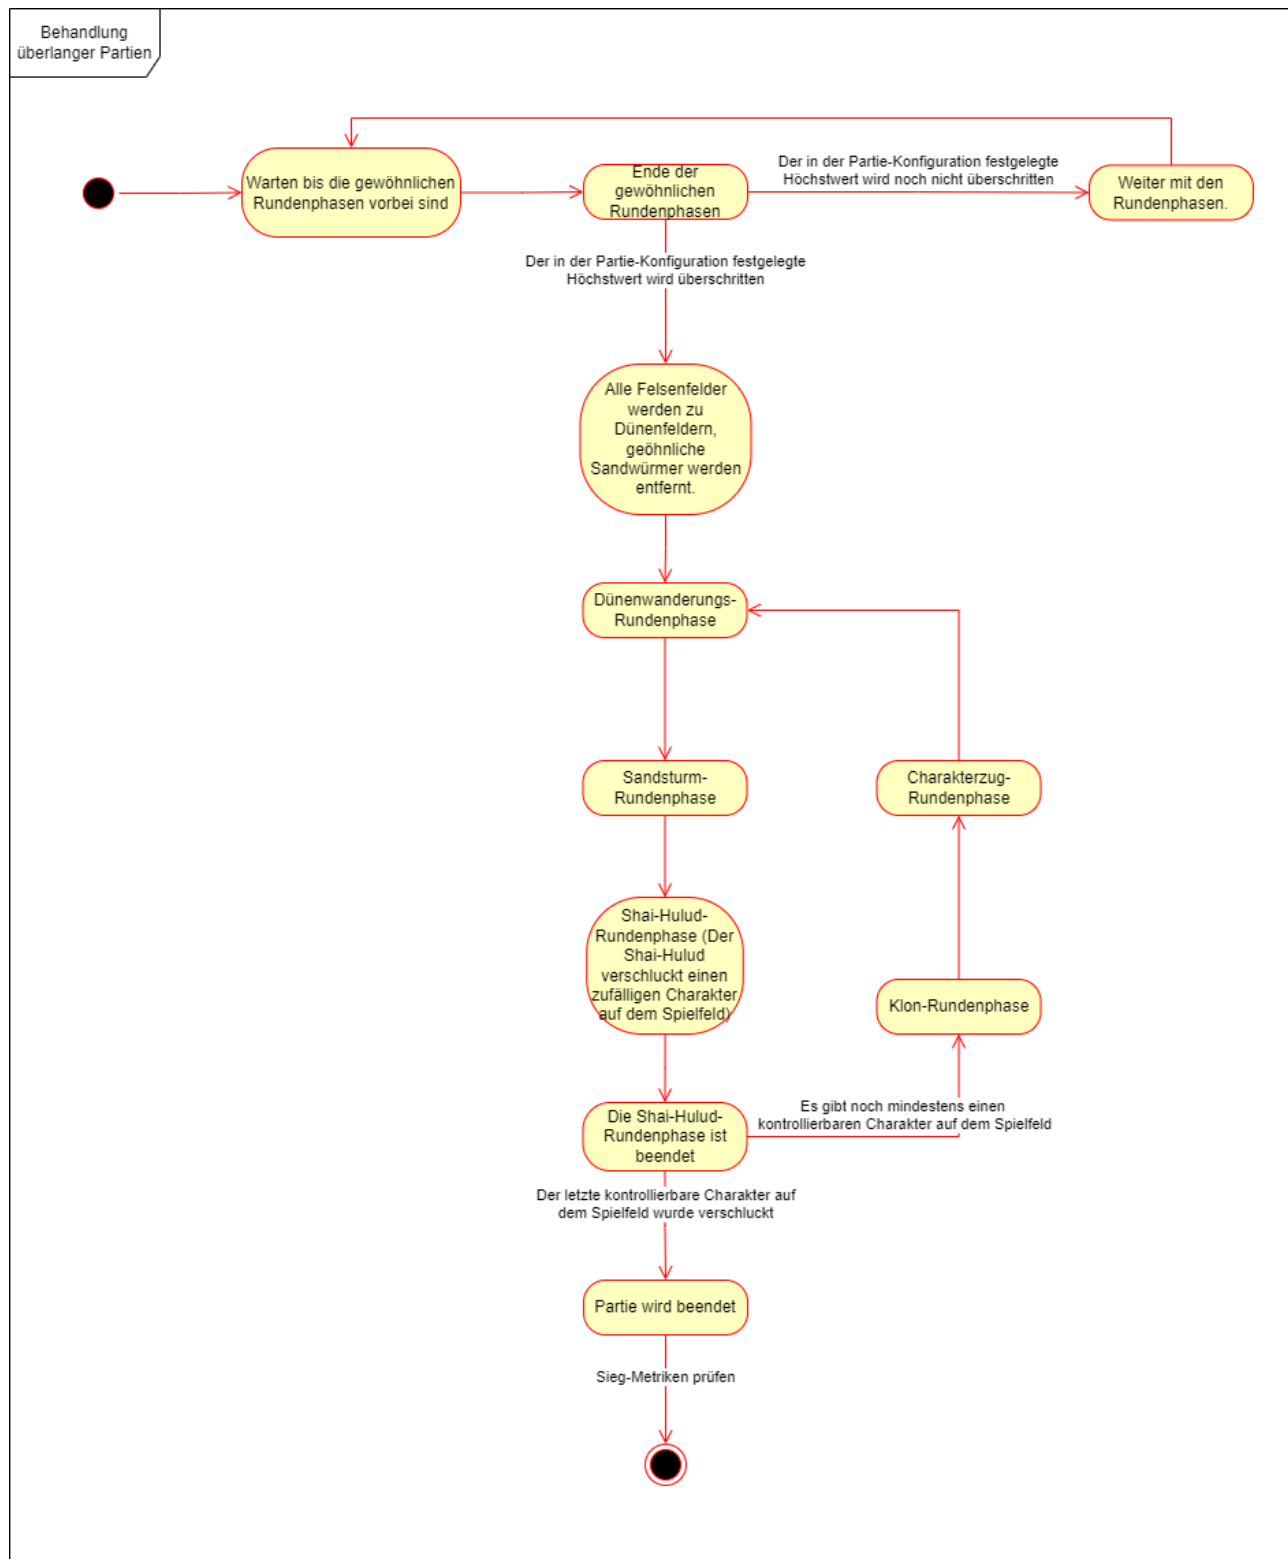 Behandlung
überlanger Partien
Warten bis die gewöhnlichen
Rundenphasen vorbei sind
Ende der
gewöhnlichen
Rundenphasen
Der in der Partie-Konfiguration festgelegte
Höchstwert wird noch nicht überschritten
Weiter mit den
Rundenphasen.
Der in der Partie-Konfiguration festgelegte
Höchstwert wird überschritten
Alle Felsenfelder
werden zu
Dünenfeldern,
geöhnliche
Sandwürmer werden
entfernt.
Dünenwanderungs-
Rundenphase
Sandsturm-
Rundenphase
Charakterzug-
Rundenphase
Shai-Hulud-
Rundenphase (Der
Shai-Hulud
verschluckt einen
zufälligen Charakter
auf dem Spielfeld)
Klon-Rundenphase
Die Shai-Hulud-
Rundenphase ist
beendet
Es gibt noch mindestens einen
kontrollierbaren Charakter auf dem Spielfeld
Der letzte kontrollierbare Charakter auf
dem Spielfeld wurde verschluckt
Partie wird beendet
Sieg-Metriken prüfen